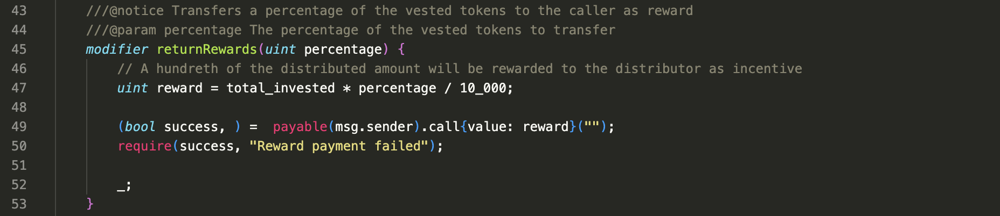 43 ///@notice Transfers a percentage of the vested tokens to the caller as reward
44 ///@param percentage The percentage of the vested tokens to transfer
45 modifier returnRewards(uint percentage) {
46 // A hundreth of the distributed amount will be rewarded to the distributor as incentive
47 uint reward = total_invested * percentage / 10_000;
48
49 (bool success, ) =  payable(msg.sender).call{value: reward}("");
50 require(success, "Reward payment failed");
51
52 _;
53 }